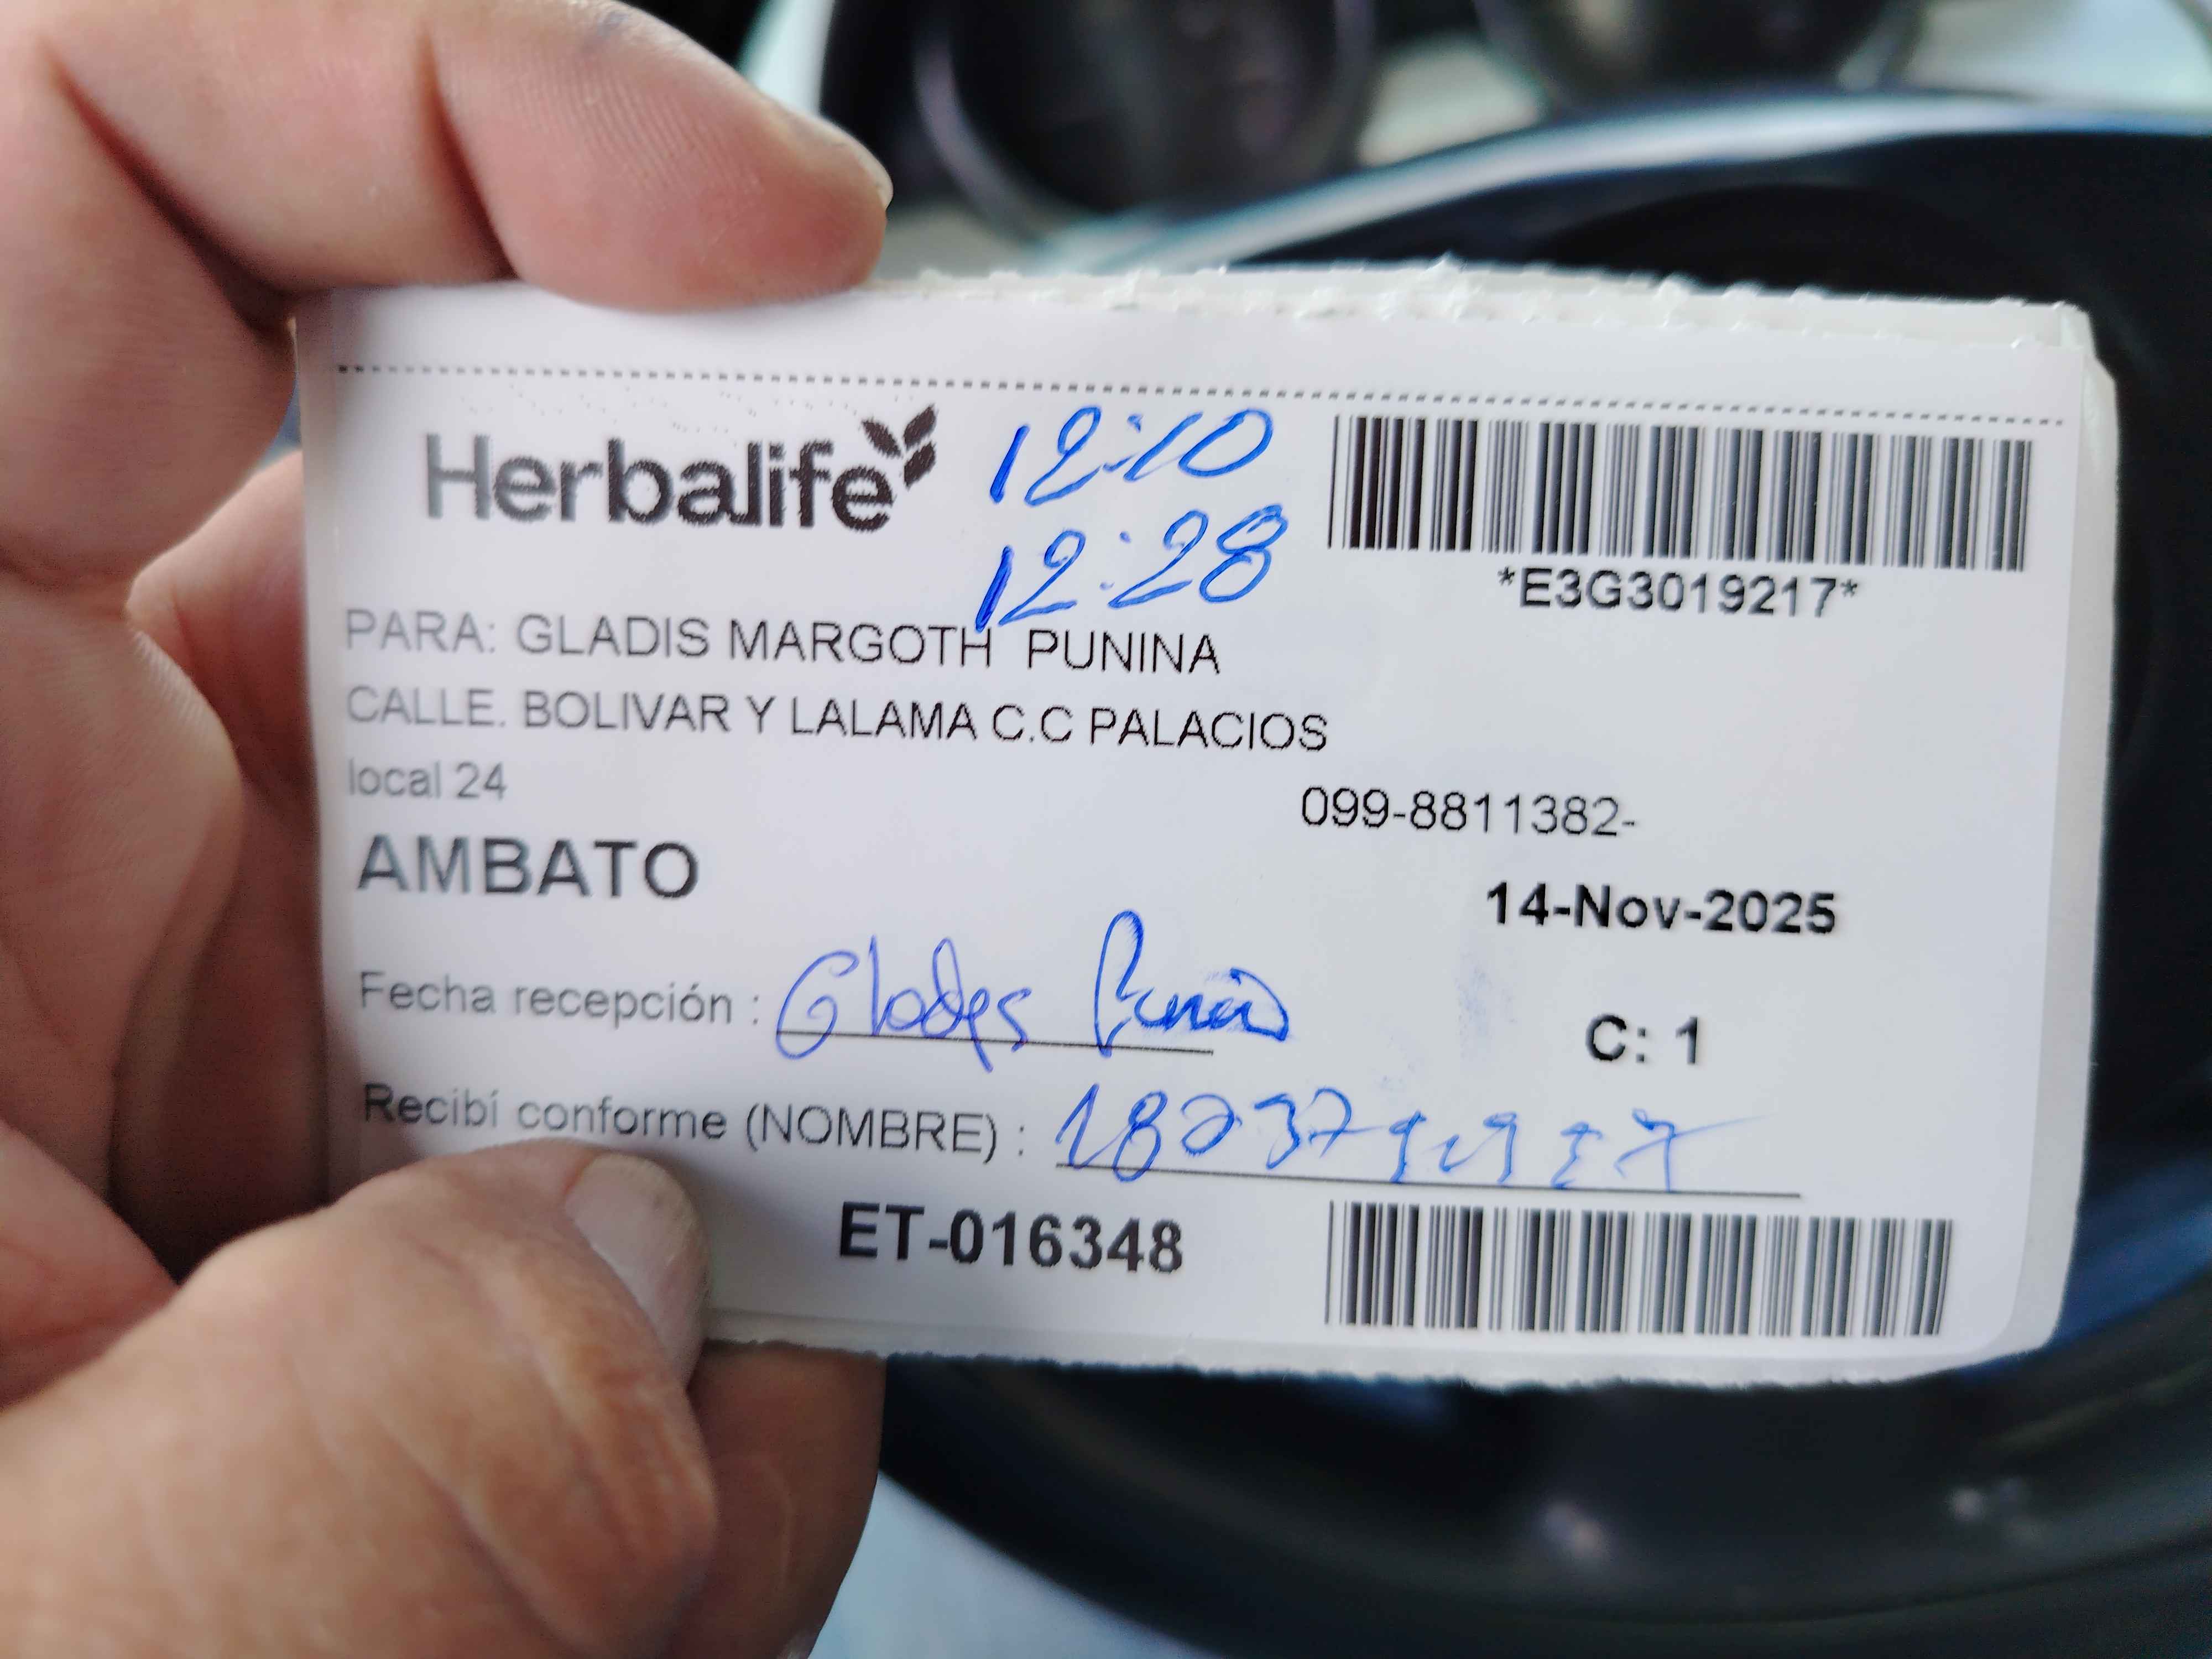 Herbalife
12:10
12:28
*E3G3019217*
PARA: GLADIS MARGOTH PUNINA
CALLE. BOLIVAR Y LALAMA C.C PALACIOS
local 24
099-8811382-
AMBATO
14-Nov-2025
Fecha recepción : Gladys
C: 1
Recibí conforme (NOMBRE) :
ET-016348